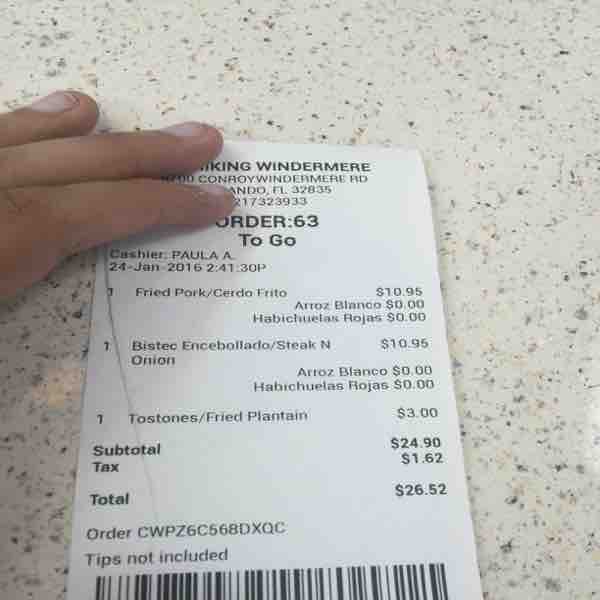 IKING WINDERMERE
CONROYWINDERMERE RD
ANDO, FL 32835
217323933
ORDER:63
To Go
Cashier: PAULA A.
24-Jan-2016 2:41:30P
1 Fried Pork/Cerdo Frito $10.95
Arroz Blanco $0.00
Habichuelas Rojas $0.00
1 Bistec Encebollado/Steak N $10.95
Onion
Arroz Blanco $0.00
Habichuelas Rojas $0.00
1 Tostones/Fried Plantain $3.00
Subtotal $24.90
Tax $1.62
Total $26.52
Order CWPZ6C568DXQC
Tips not included